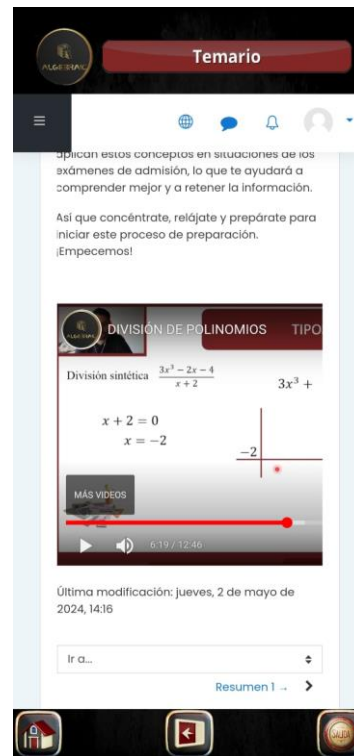 ALGEBRAIC
Temario
aplican estos conceptos en situaciones de los
exámenes de admisión, lo que te ayudará a
comprender mejor y a retener la información.
Así que concéntrate, relájate y prepárate para
iniciar este proceso de preparación.
¡Empecemos!
DIVISIÓN DE POLINOMIOS TIPO
División sintética (3x³ − 2x − 4)/(x + 2)
3x³ +
x + 2 = 0
x = −2
−2
MÁS VIDEOS
6:19 / 12:46
Última modificación: jueves, 2 de mayo de
2024, 14:16
Ir a...
Resumen 1 →
SALIDA